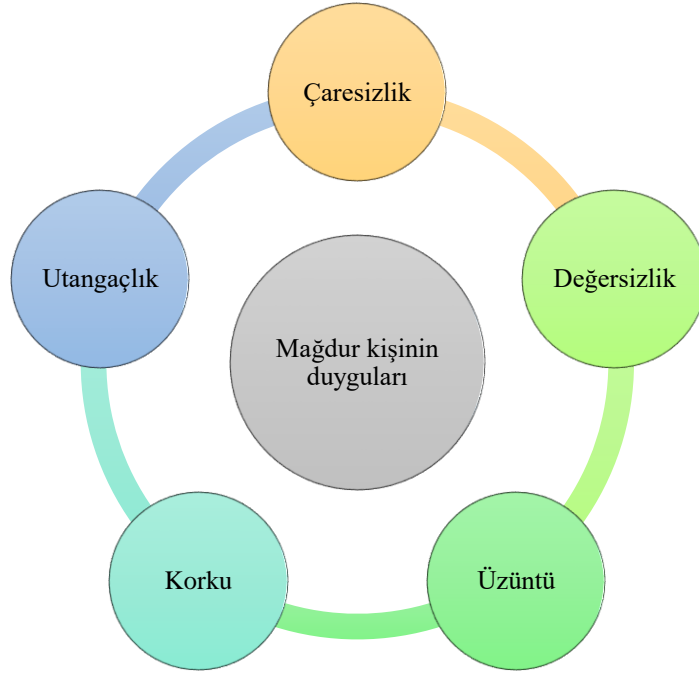 Çaresizlik
Utangaçlık
Değersizlik
Mağdur kişinin
duyguları
Korku
Üzüntü